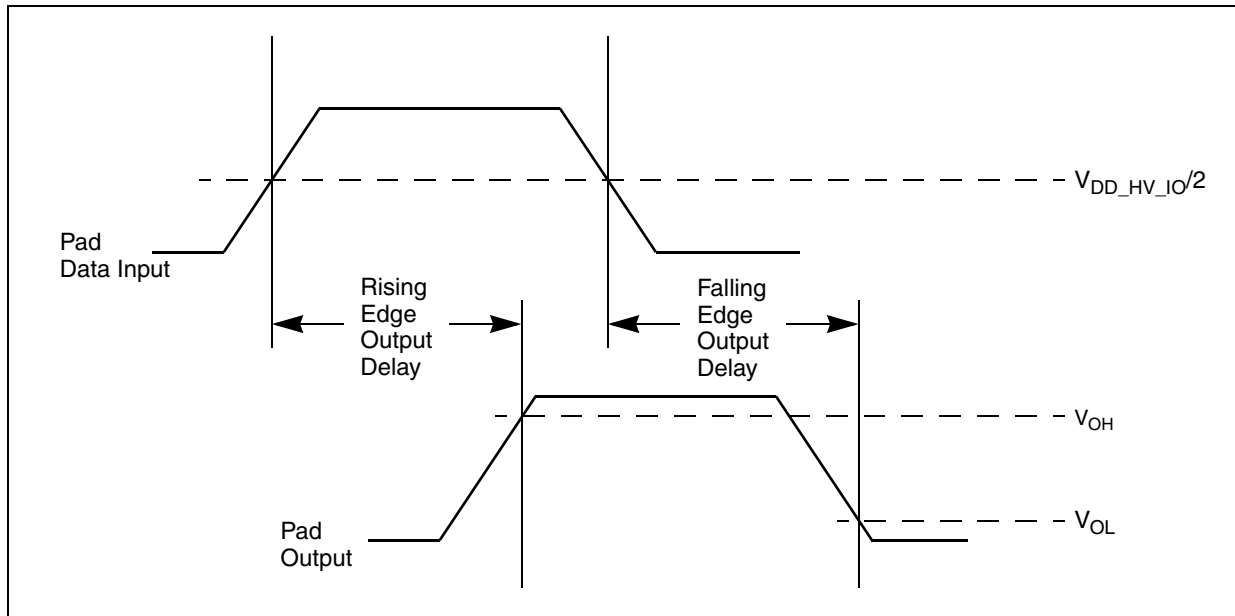 V_DD_HV_IO/2
Pad
Data Input
Rising
Edge
Output
Delay
Falling
Edge
Output
Delay
V_OH
Pad
Output
V_OL